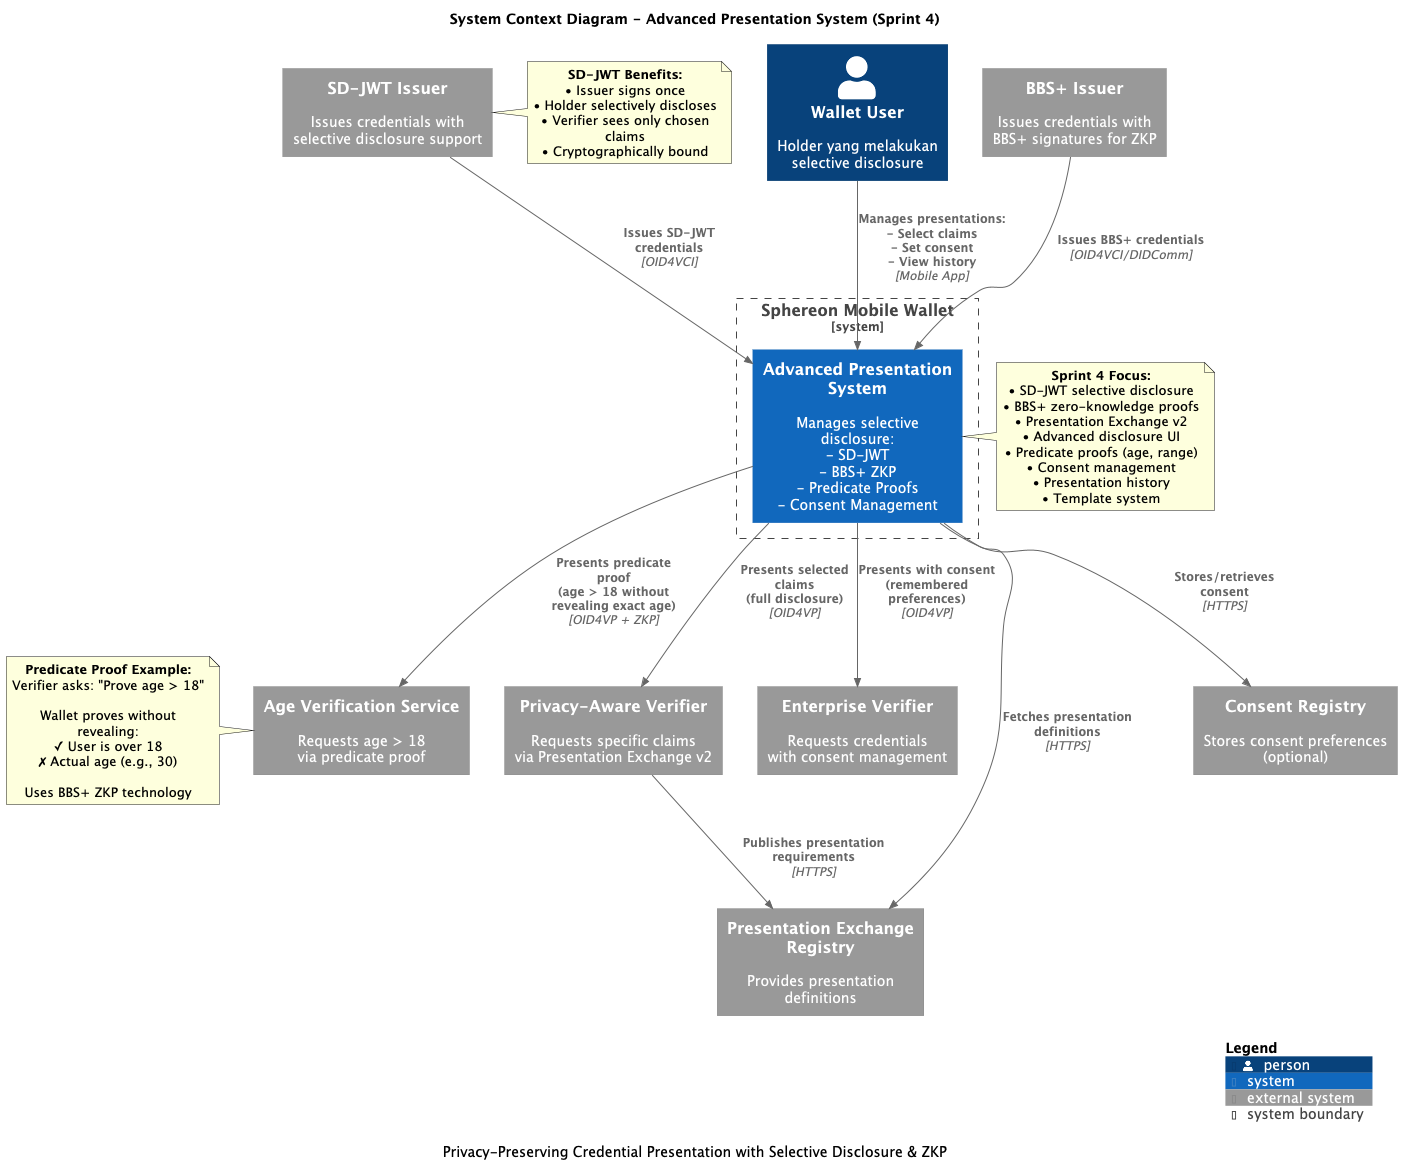 System Context Diagram - Advanced Presentation System (Sprint 4)
SD-JWT Issuer
Issues credentials with
selective disclosure support
SD-JWT Benefits:
• Issuer signs once
• Holder selectively discloses
• Verifier sees only chosen
claims
• Cryptographically bound
Wallet User
Holder yang melakukan
selective disclosure
BBS+ Issuer
Issues credentials with
BBS+ signatures for ZKP
Issues SD-JWT
credentials
[OID4VCI]
Manages presentations:
- Select claims
- Set consent
- View history
[Mobile App]
Issues BBS+ credentials
[OID4VCI/DIDComm]
Sphereon Mobile Wallet
[system]
Advanced Presentation
System
Manages selective
disclosure:
- SD-JWT
- BBS+ ZKP
- Predicate Proofs
- Consent Management
Sprint 4 Focus:
• SD-JWT selective disclosure
• BBS+ zero-knowledge proofs
• Presentation Exchange v2
• Advanced disclosure UI
• Predicate proofs (age, range)
• Consent management
• Presentation history
• Template system
Presents predicate
proof
(age > 18 without
revealing exact age)
[OID4VP + ZKP]
Presents selected
claims
(full disclosure)
[OID4VP]
Presents with consent
(remembered
preferences)
[OID4VP]
Stores/retrieves
consent
[HTTPS]
Predicate Proof Example:
Verifier asks: "Prove age > 18"
Wallet proves without
revealing:
✓ User is over 18
✗ Actual age (e.g., 30)
Uses BBS+ ZKP technology
Age Verification Service
Requests age > 18
via predicate proof
Privacy-Aware Verifier
Requests specific claims
via Presentation Exchange v2
Enterprise Verifier
Requests credentials
with consent management
Fetches presentation
definitions
[HTTPS]
Consent Registry
Stores consent preferences
(optional)
Publishes presentation
requirements
[HTTPS]
Presentation Exchange
Registry
Provides presentation
definitions
Legend
person
system
external system
system boundary
Privacy-Preserving Credential Presentation with Selective Disclosure & ZKP